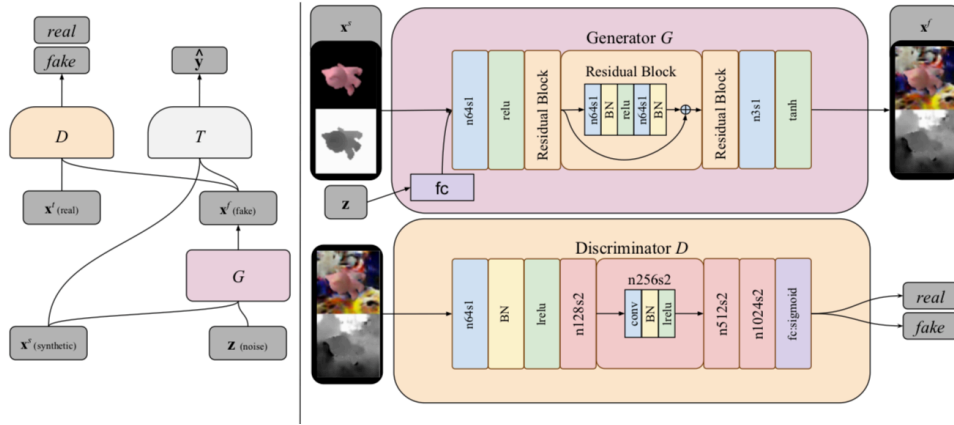 real
fake
ŷ
D
T
x^t (real)
x^f (fake)
G
x^s (synthetic)
z (noise)
x^s
z
Generator G
n64s1
relu
Residual Block
Residual Block
n64s1
BN
relu
n64s1
BN
Residual Block
n3s1
tanh
fc
x^f
Discriminator D
n64s1
BN
lrelu
n128s2
n256s2
conv
BN
lrelu
n512s2
n1024s2
fc:sigmoid
real
fake